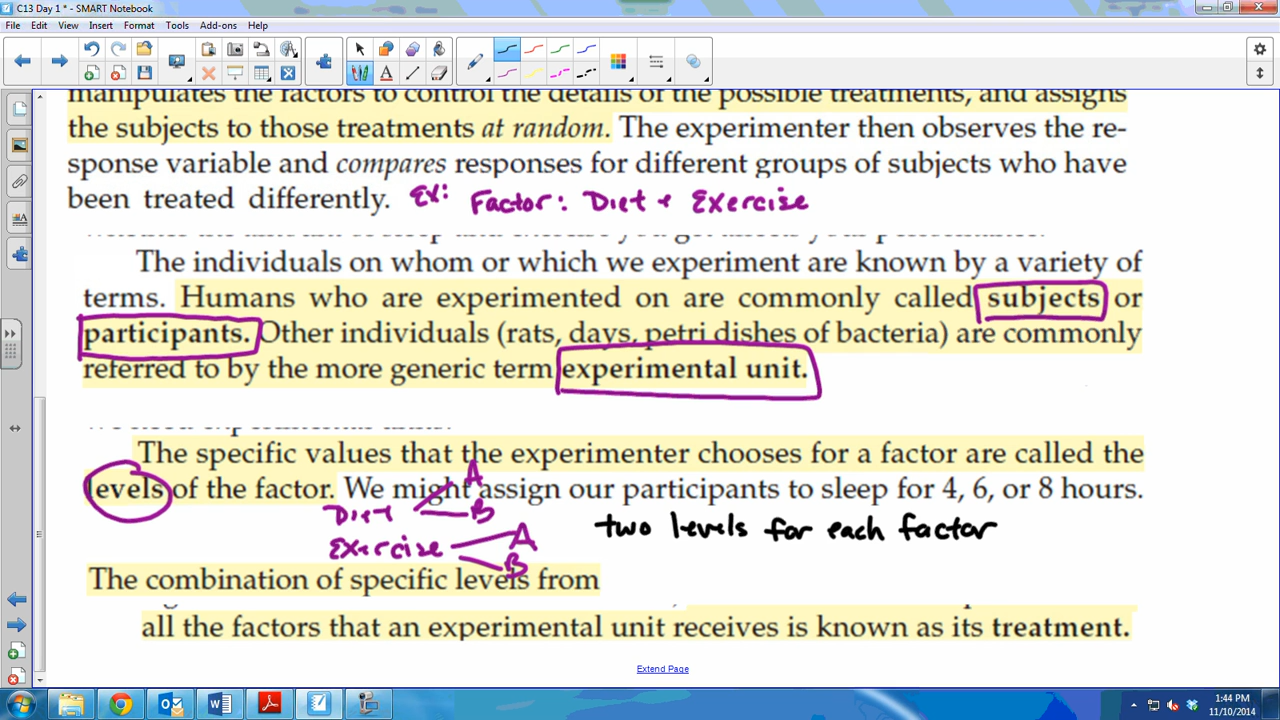 C13 Day 1 * - SMART Notebook
File Edit View Insert Format Tools Add-ons Help
manipulates the factors to control the details of the possible treatments, and assigns
the subjects to those treatments at random. The experimenter then observes the re-
sponse variable and compares responses for different groups of subjects who have
been treated differently. Ex: Factor: Diet + Exercise
The individuals on whom or which we experiment are known by a variety of
terms. Humans who are experimented on are commonly called subjects or
participants. Other individuals (rats, days, petri dishes of bacteria) are commonly
referred to by the more generic term experimental unit.
The specific values that the experimenter chooses for a factor are called the
levels of the factor. We might assign our participants to sleep for 4, 6, or 8 hours.
Diet A B
Exercise A B
two levels for each factor
The combination of specific levels from
all the factors that an experimental unit receives is known as its treatment.
Extend Page
1:44 PM
11/10/2014